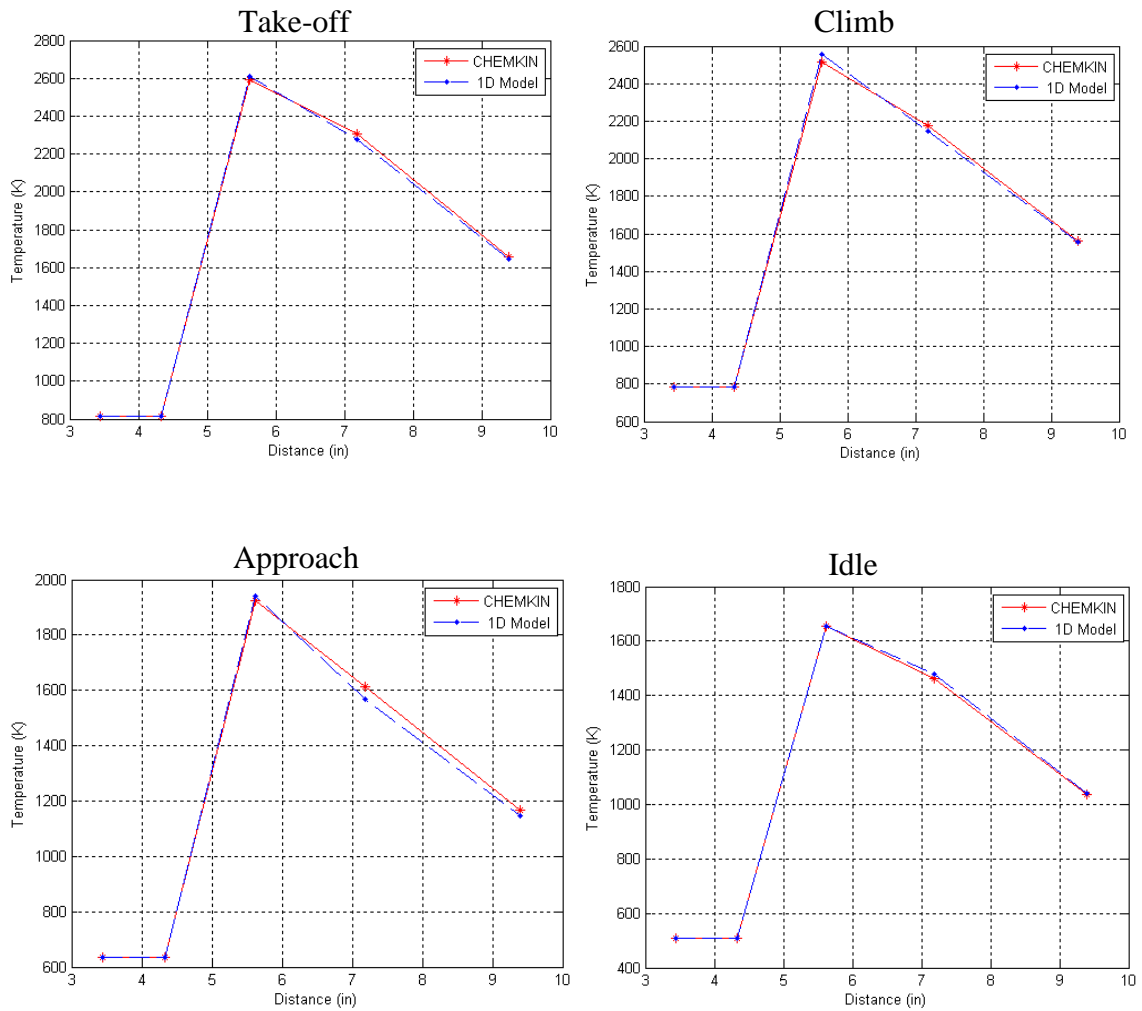 Take-off
2800
2600
2400
2200
2000
1800
1600
1400
1200
1000
800
Temperature (K)
CHEMKIN
1D Model
3 4 5 6 7 8 9 10
Distance (in)
Climb
2600
2400
2200
2000
1800
1600
1400
1200
1000
800
600
Temperature (K)
CHEMKIN
1D Model
3 4 5 6 7 8 9 10
Distance (in)
Approach
2000
1800
1600
1400
1200
1000
800
600
Temperature (K)
CHEMKIN
1D Model
3 4 5 6 7 8 9 10
Distance (in)
Idle
1800
1600
1400
1200
1000
800
600
400
Temperature (K)
CHEMKIN
1D Model
3 4 5 6 7 8 9 10
Distance (in)